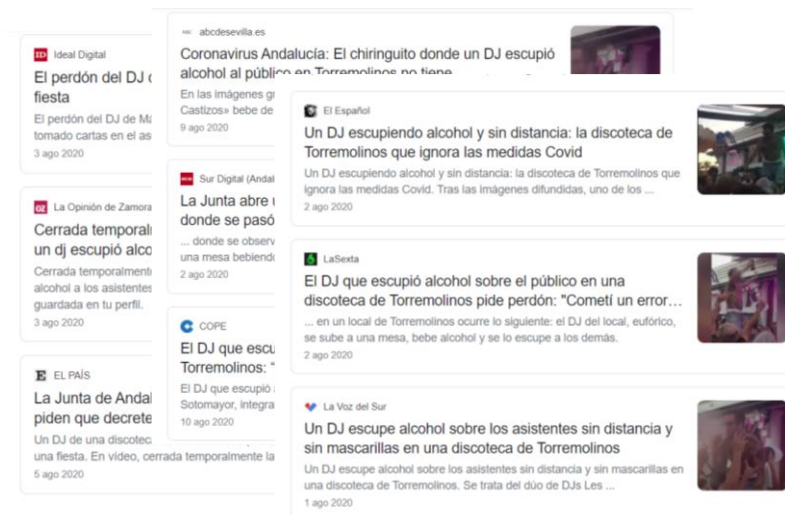 Ideal Digital
El perdón del DJ
fiesta
El perdón del DJ de
tomado cartas en el
3 ago 2020
La Opinión de Zamora
Cerrada
un dj escupió
Cerrada
alcohol a los asistentes
guardada en tu perfil.
3 ago 2020
EL PAÍS
La Junta de
piden que decrete
Un DJ de una
una fiesta. En vídeo, cerrada temporalmente la
5 ago 2020
ABC
abcdesevilla.es
Coronavirus Andalucía: El chiringuito donde un DJ escupió
alcohol al público en Torremolinos no tiene
En las imágenes
Castizos» bebe de
9 ago 2020
Sur Digital
La Junta abre
donde se pasó
... donde se
una mesa
2 ago 2020
COPE
El DJ que
Torremolinos:
El DJ que escupió
Sotomayor,
10 ago 2020
El Español
Un DJ escupiendo alcohol y sin distancia: la discoteca de
Torremolinos que ignora las medidas Covid
Un DJ escupiendo alcohol y sin distancia: la discoteca de Torremolinos que
ignora las medidas Covid. Tras las imágenes difundidas, uno de los ...
2 ago 2020
LaSexta
El DJ que escupió alcohol sobre el público en una
discoteca de Torremolinos pide perdón: "Cometí un error...
... en un local de Torremolinos ocurre lo siguiente: el DJ del local, eufórico,
se sube a una mesa, bebe alcohol y se lo escupe a los demás.
2 ago 2020
La Voz del Sur
Un DJ escupe alcohol sobre los asistentes sin distancia y
sin mascarillas en una discoteca de Torremolinos
Un DJ escupe alcohol sobre los asistentes sin distancia y sin mascarillas en
una discoteca de Torremolinos. Se trata del dúo de DJs Les ...
1 ago 2020